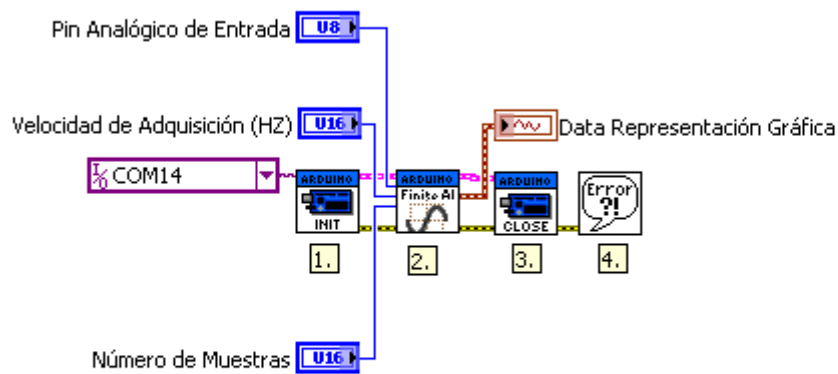 Pin Analógico de Entrada
U8
Velocidad de Adquisición (HZ)
U16
Data Representación Gráfica
I/O COM14
ARDUINO
INIT
ARDUINO
Finite AI
ARDUINO
CLOSE
Error
?!
1.
2.
3.
4.
Número de Muestras
U16